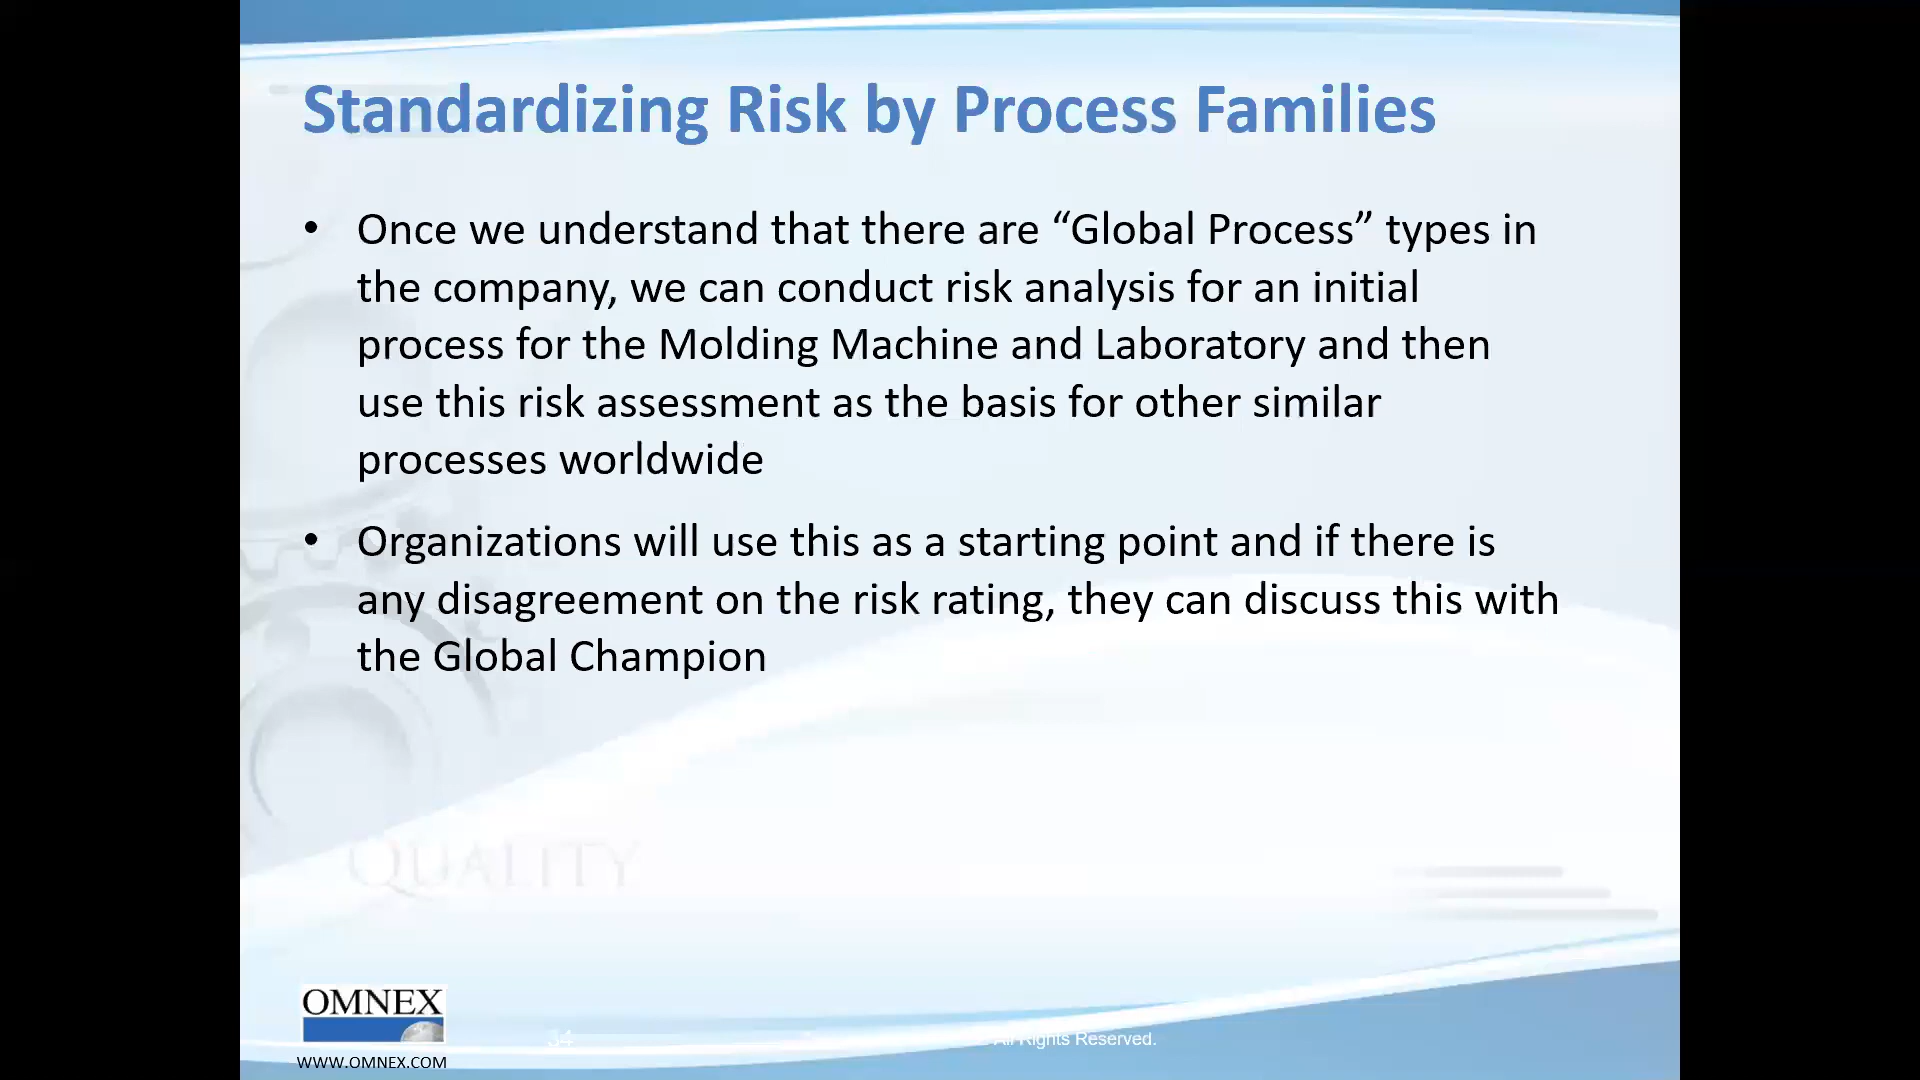 Standardizing Risk by Process Families
• Once we understand that there are “Global Process” types in
the company, we can conduct risk analysis for an initial
process for the Molding Machine and Laboratory and then
use this risk assessment as the basis for other similar
processes worldwide
• Organizations will use this as a starting point and if there is
any disagreement on the risk rating, they can discuss this with
the Global Champion
QUALITY
OMNEX
WWW.OMNEX.COM
34
All Rights Reserved.